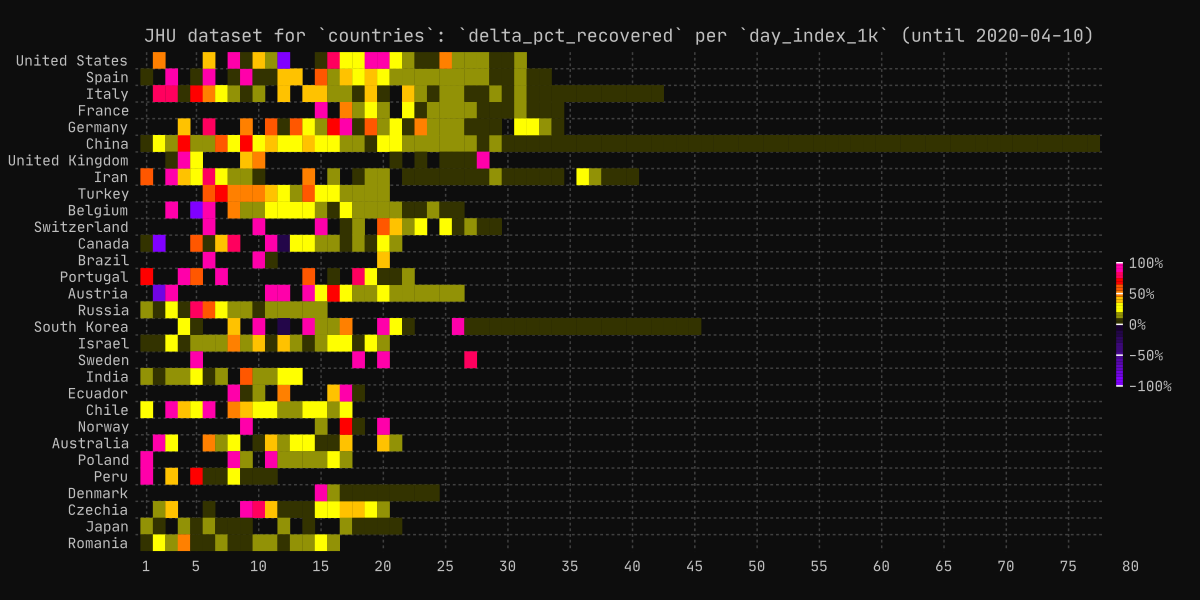 JHU dataset for `countries`: `delta_pct_recovered` per `day_index_1k` (until 2020-04-10)
United States
Spain
Italy
France
Germany
China
United Kingdom
Iran
Turkey
Belgium
Switzerland
Canada
Brazil
Portugal
Austria
Russia
South Korea
Israel
Sweden
India
Ecuador
Chile
Norway
Australia
Poland
Peru
Denmark
Czechia
Japan
Romania
1 5 10 15 20 25 30 35 40 45 50 55 60 65 70 75 80
100%
50%
0%
-50%
-100%